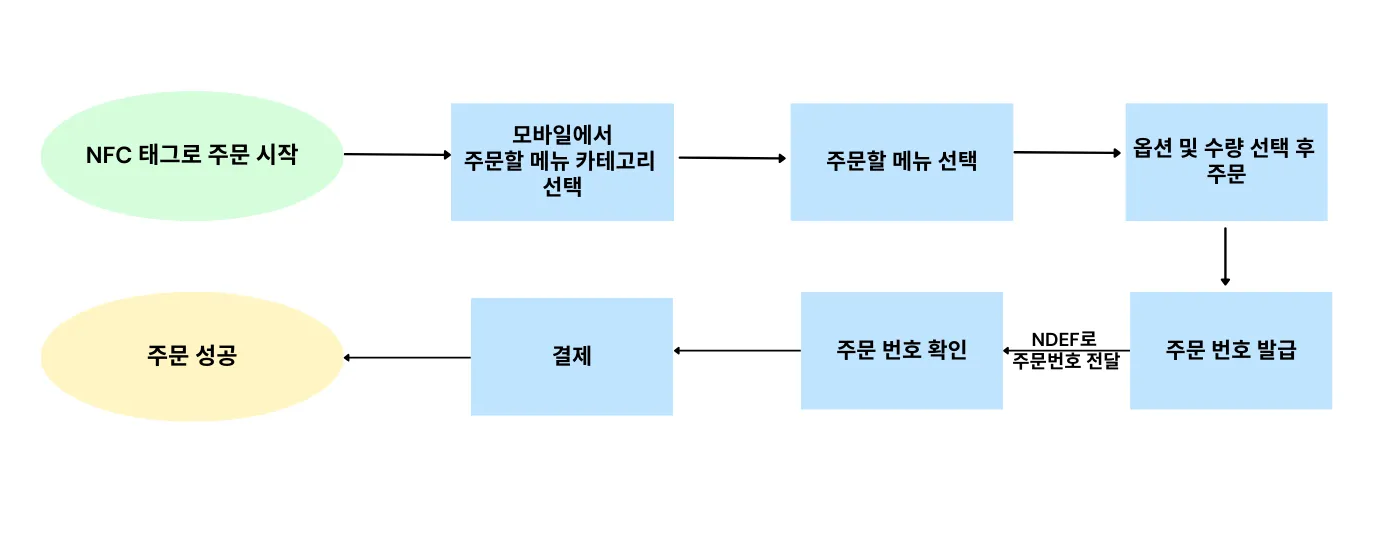 NFC 태그로 주문 시작
모바일에서
주문할 메뉴 카테고리
선택
주문할 메뉴 선택
옵션 및 수량 선택 후
주문
주문 번호 발급
NDEF로
주문번호 전달
주문 번호 확인
결제
주문 성공